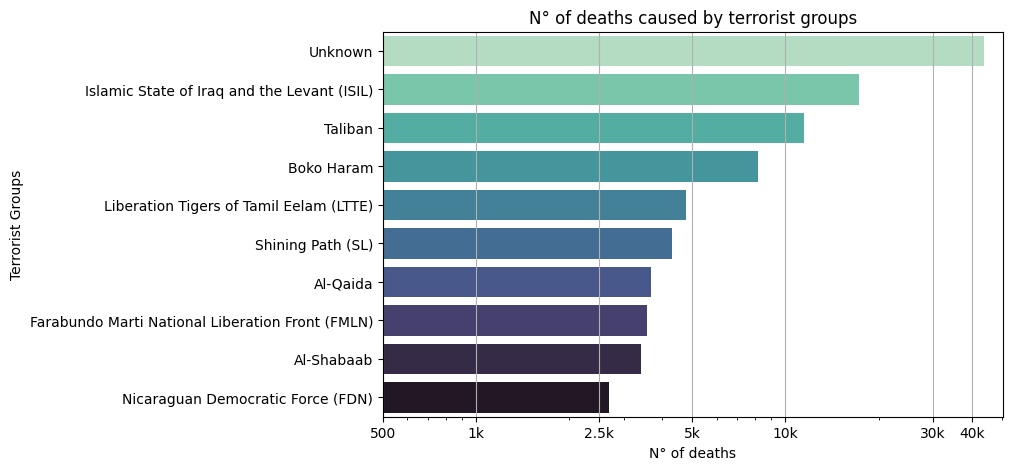 N° of deaths caused by terrorist groups
Unknown
Islamic State of Iraq and the Levant (ISIL)
Taliban
Boko Haram
Liberation Tigers of Tamil Eelam (LTTE)
Shining Path (SL)
Al-Qaida
Farabundo Marti National Liberation Front (FMLN)
Al-Shabaab
Nicaraguan Democratic Force (FDN)
Terrorist Groups
500 1k 2.5k 5k 10k 30k 40k
N° of deaths